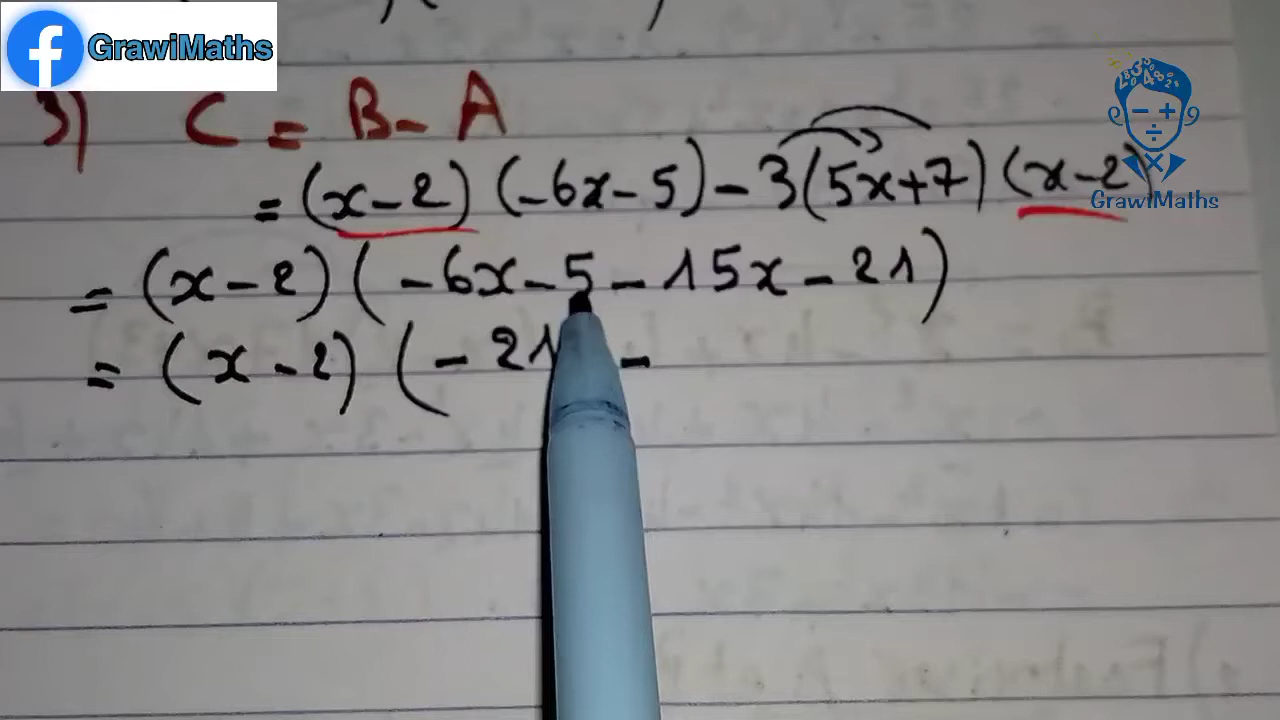 GrawiMaths
3) C = B - A
= (x-2) (-6x-5) - 3(5x+7) (x-2)
GrawiMaths
= (x-2) ( -6x-5-15x-21)
= (x-2) (-21 -